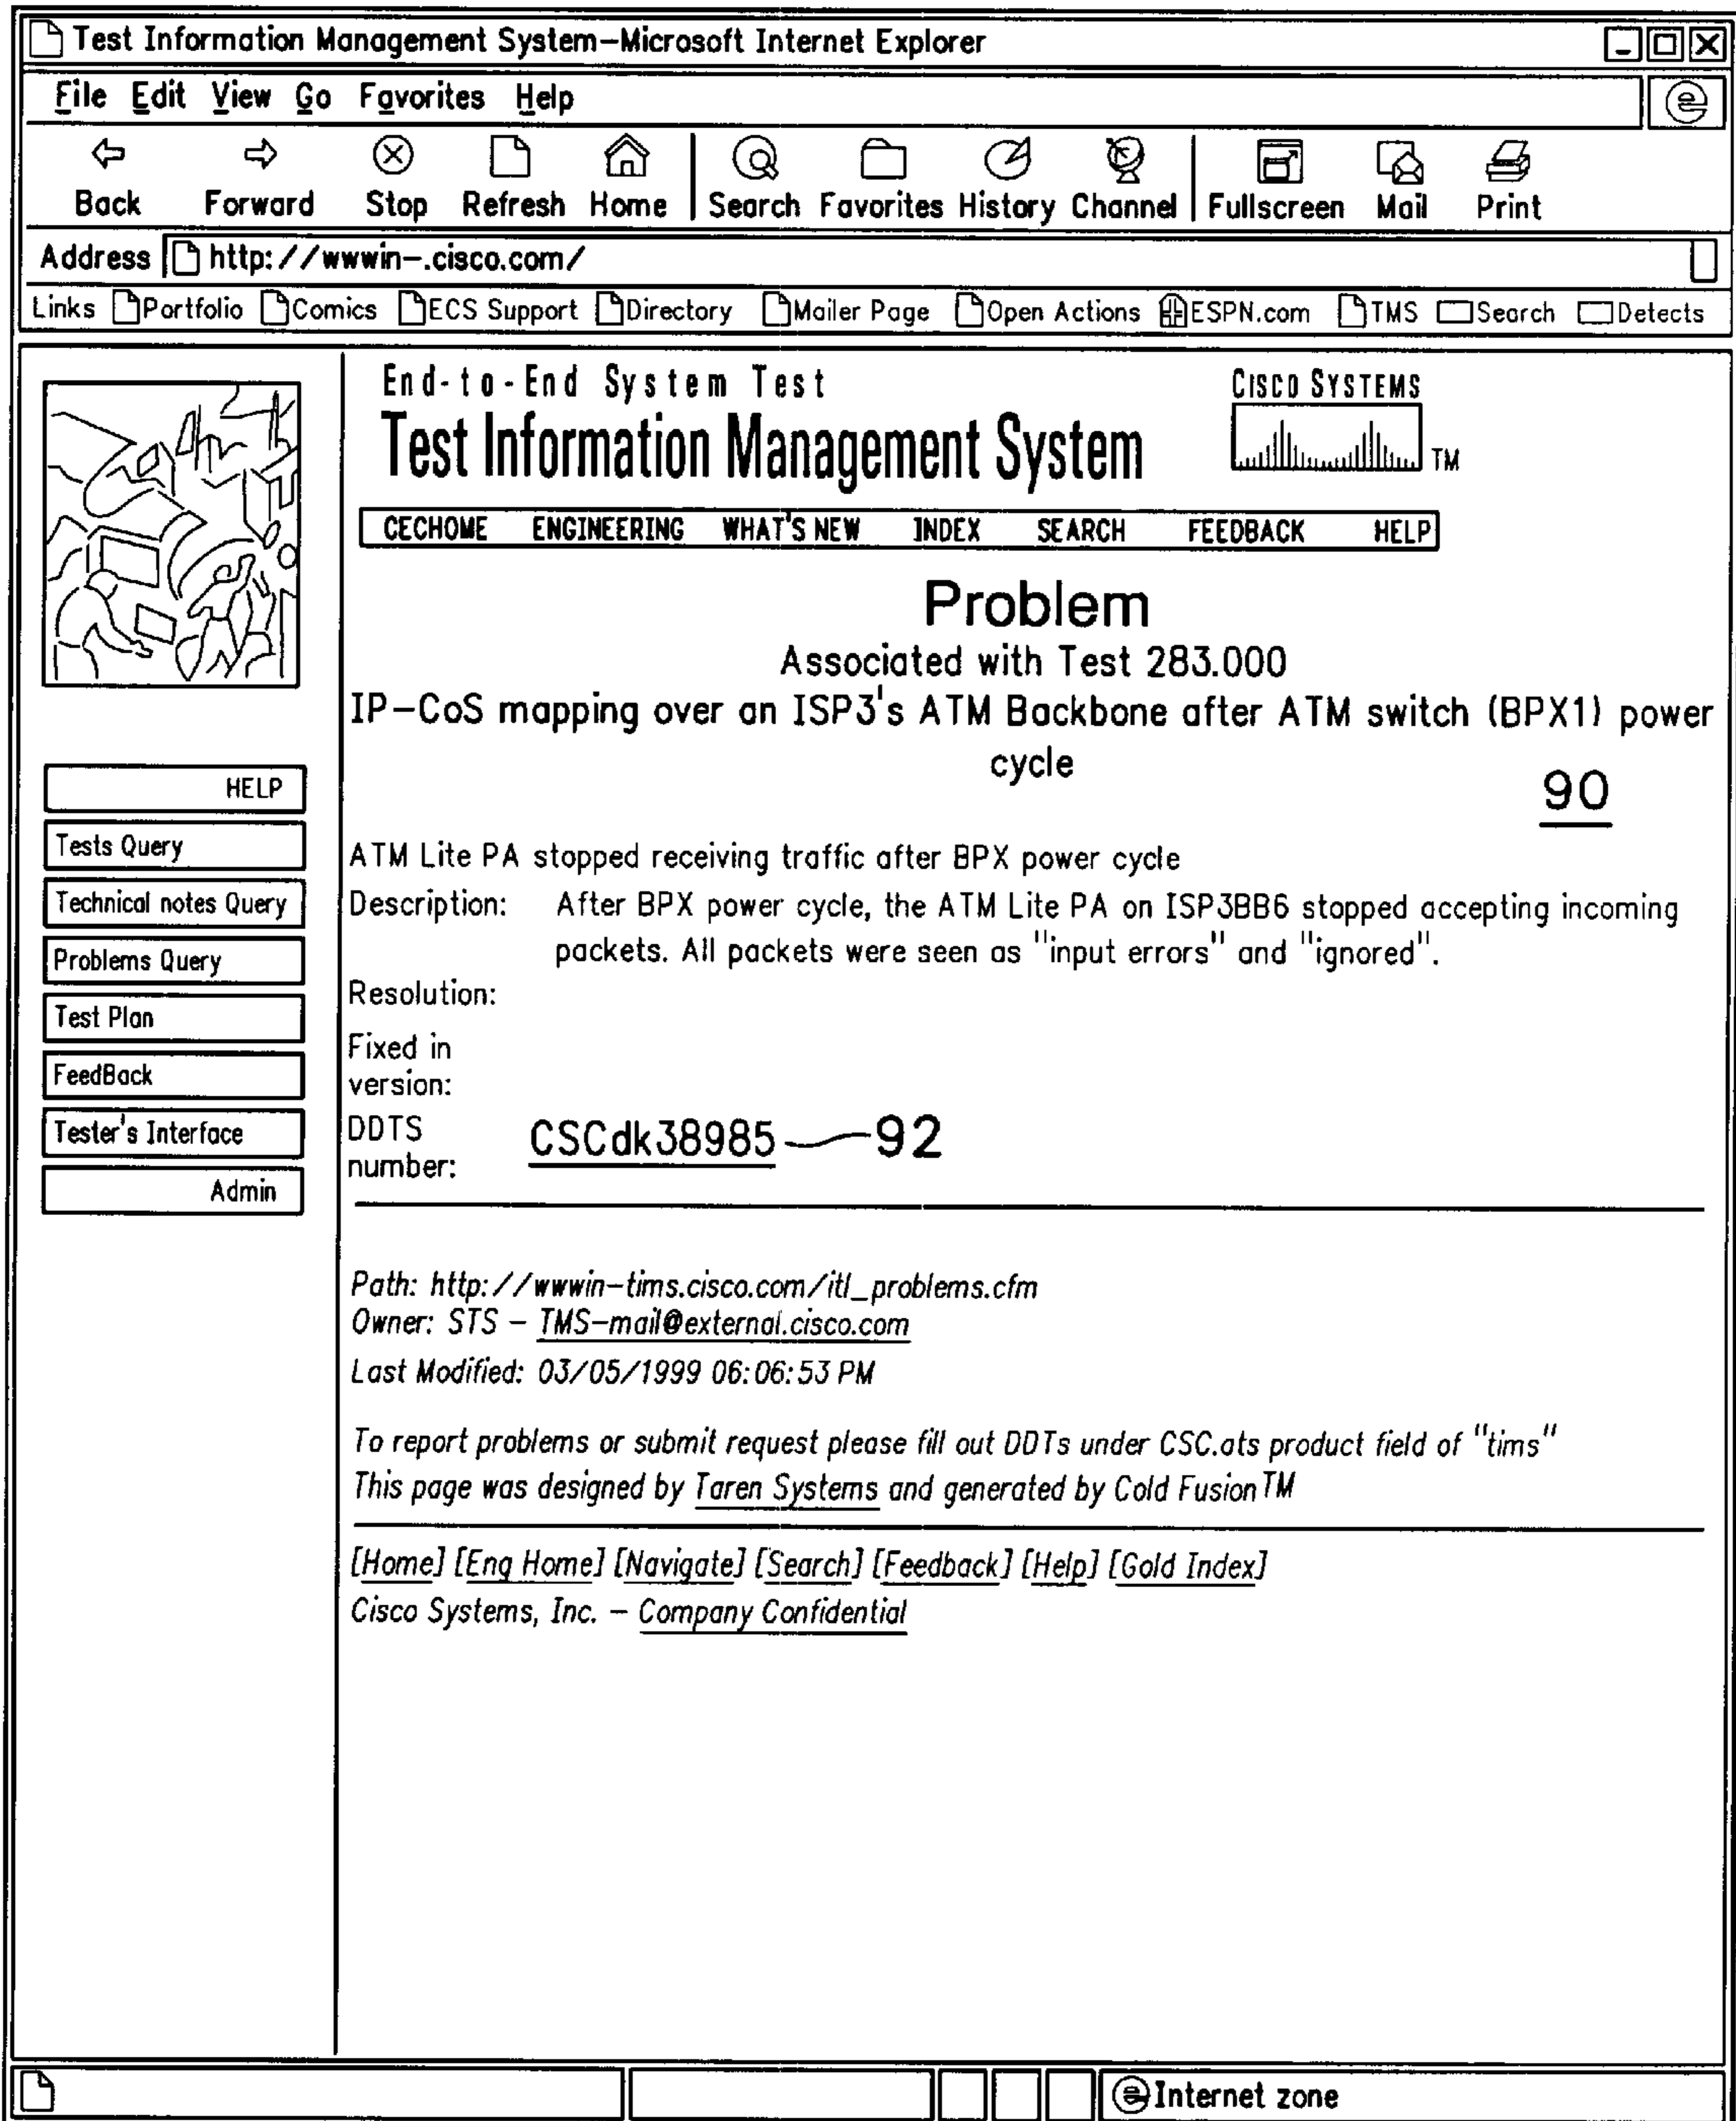 Test Information Management System-Microsoft Internet Explorer
File Edit View Go Favorites Help
Back Forward Stop Refresh Home Search Favorites History Channel Fullscreen Mail Print
Address http://wwwin-.cisco.com/
Links Portfolio Comics ECS Support Directory Mailer Page Open Actions ESPN.com TMS Search Detects
End-to-End System Test
CISCO SYSTEMS
Test Information Management System
TM
CECHOME ENGINEERING WHAT'S NEW INDEX SEARCH FEEDBACK HELP
Problem
Associated with Test 283.000
IP-CoS mapping over an ISP3's ATM Backbone after ATM switch (BPX1) power
cycle
90
HELP
Tests Query
Technical notes Query
Problems Query
Test Plan
FeedBack
Tester's Interface
Admin
ATM Lite PA stopped receiving traffic after BPX power cycle
Description: After BPX power cycle, the ATM Lite PA on ISP3BB6 stopped accepting incoming
packets. All packets were seen as "input errors" and "ignored".
Resolution:
Fixed in
version:
DDTS
number: CSCdk38985 92
Path: http://wwwin-tims.cisco.com/itl_problems.cfm
Owner: STS - TMS-mail@external.cisco.com
Last Modified: 03/05/1999 06:06:53 PM
To report problems or submit request please fill out DDTs under CSC.ats product field of "tims"
This page was designed by Taren Systems and generated by Cold Fusion TM
[Home] [Eng Home] [Navigate] [Search] [Feedback] [Help] [Gold Index]
Cisco Systems, Inc. - Company Confidential
Internet zone